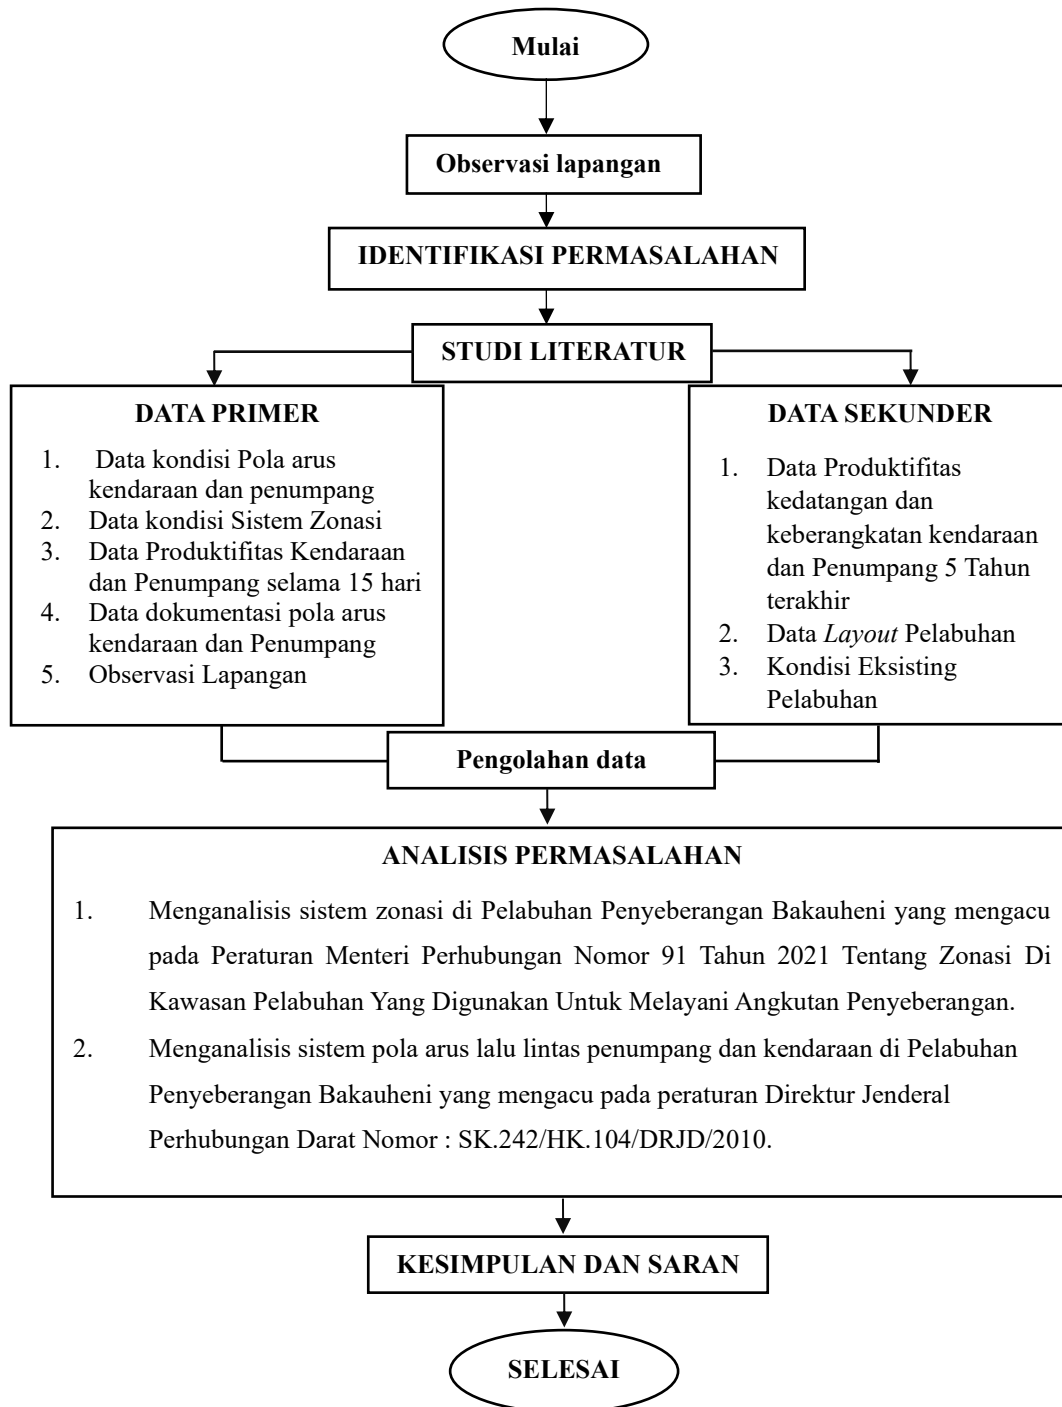 Mulai
Observasi lapangan
IDENTIFIKASI PERMASALAHAN
STUDI LITERATUR
DATA PRIMER
1. Data kondisi Pola arus
kendaraan dan penumpang
2. Data kondisi Sistem Zonasi
3. Data Produktifitas Kendaraan
dan Penumpang selama 15 hari
4. Data dokumentasi pola arus
kendaraan dan Penumpang
5. Observasi Lapangan
DATA SEKUNDER
1. Data Produktifitas
kedatangan dan
keberangkatan kendaraan
dan Penumpang 5 Tahun
terakhir
2. Data Layout Pelabuhan
3. Kondisi Eksisting
Pelabuhan
Pengolahan data
ANALISIS PERMASALAHAN
1. Menganalisis sistem zonasi di Pelabuhan Penyeberangan Bakauheni yang mengacu
pada Peraturan Menteri Perhubungan Nomor 91 Tahun 2021 Tentang Zonasi Di
Kawasan Pelabuhan Yang Digunakan Untuk Melayani Angkutan Penyeberangan.
2. Menganalisis sistem pola arus lalu lintas penumpang dan kendaraan di Pelabuhan
Penyeberangan Bakauheni yang mengacu pada peraturan Direktur Jenderal
Perhubungan Darat Nomor : SK.242/HK.104/DRJD/2010.
KESIMPULAN DAN SARAN
SELESAI